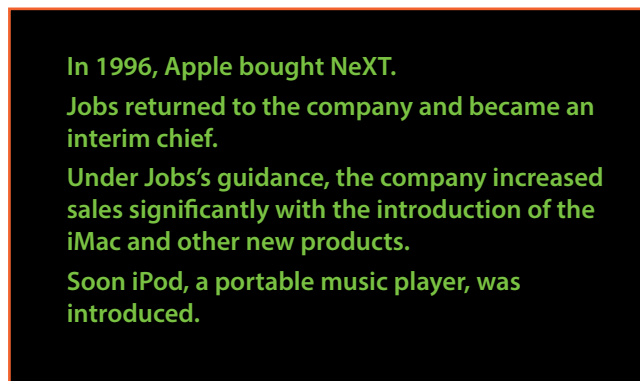 In 1996, Apple bought NeXT.
Jobs returned to the company and became an
interim chief.
Under Jobs's guidance, the company increased
sales significantly with the introduction of the
iMac and other new products.
Soon iPod, a portable music player, was
introduced.